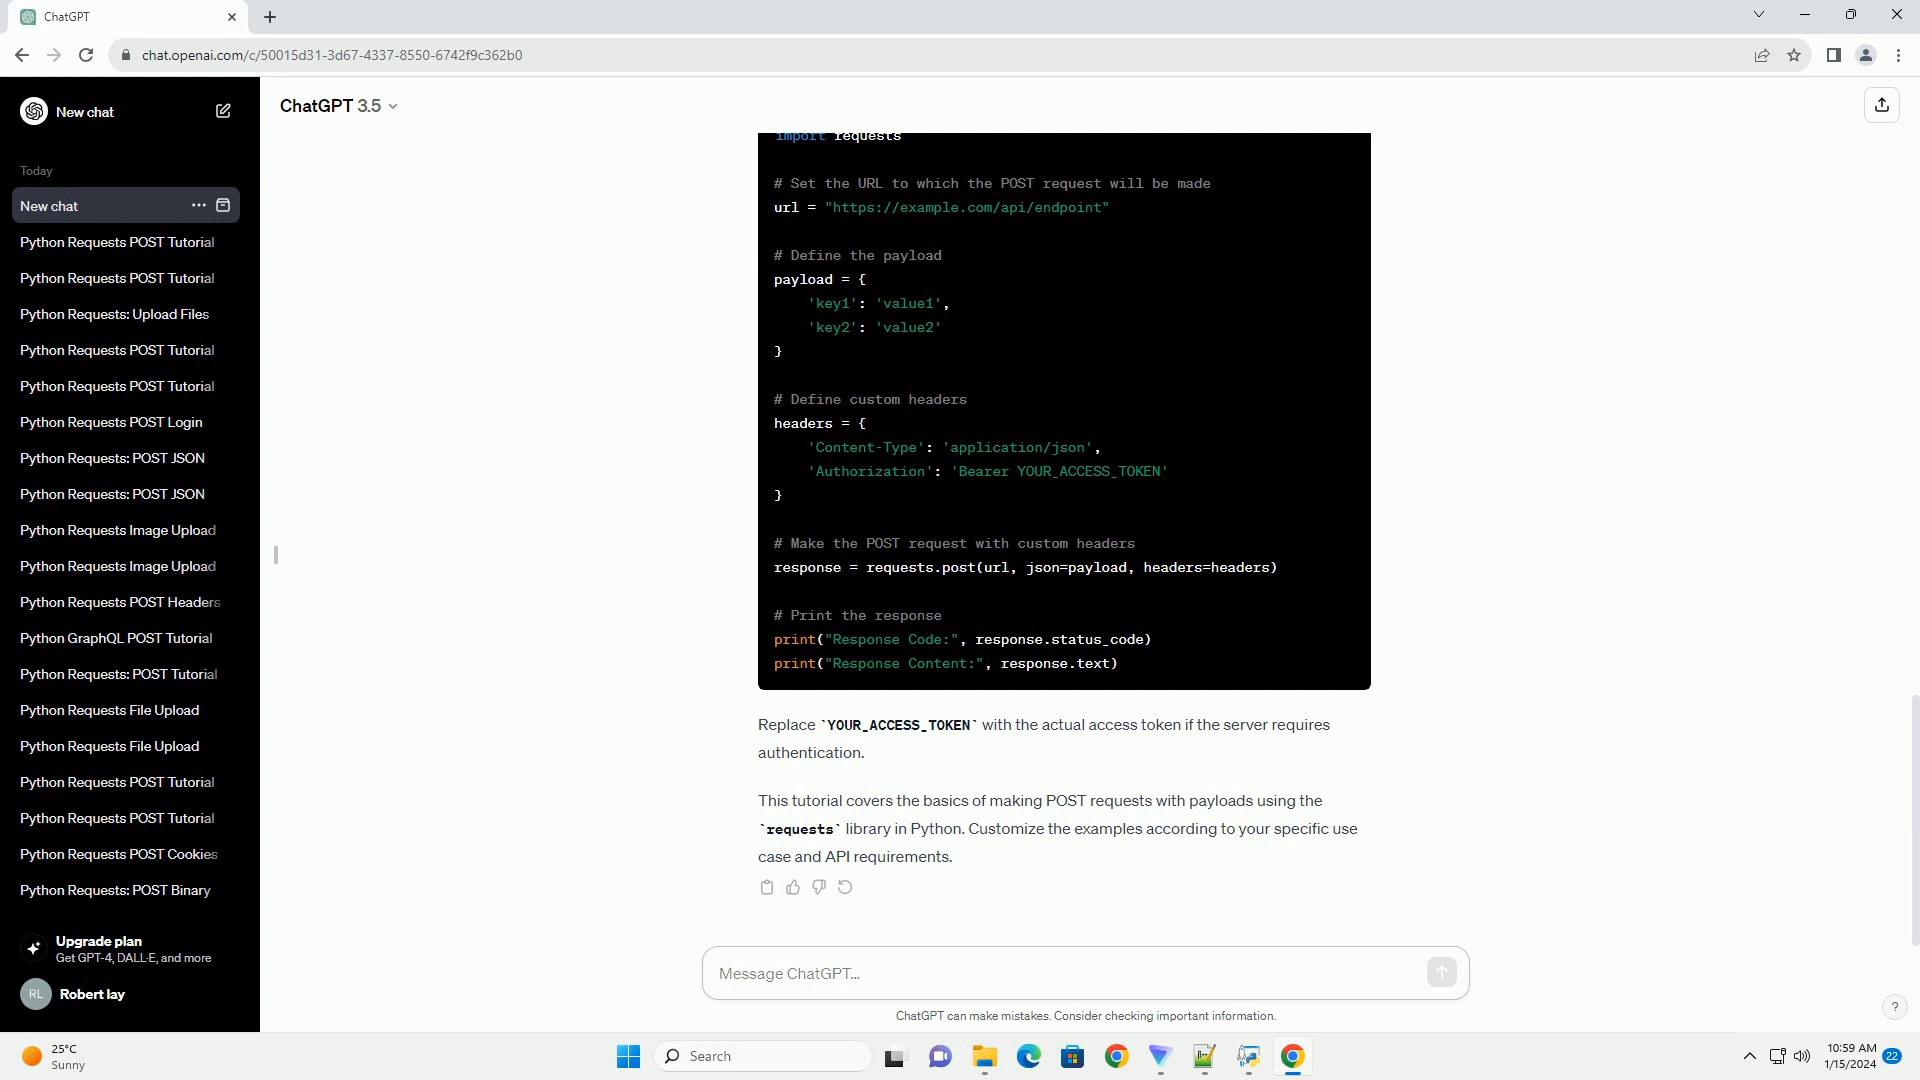 ChatGPT
chat.openai.com/c/50015d31-3d67-4337-8550-6742f9c362b0
New chat
Today
New chat
Python Requests POST Tutorial
Python Requests POST Tutorial
Python Requests: Upload Files
Python Requests POST Tutorial
Python Requests POST Tutorial
Python Requests POST Login
Python Requests: POST JSON
Python Requests: POST JSON
Python Requests Image Upload
Python Requests Image Upload
Python Requests POST Headers
Python GraphQL POST Tutorial
Python Requests: POST Tutorial
Python Requests File Upload
Python Requests File Upload
Python Requests POST Tutorial
Python Requests POST Tutorial
Python Requests POST Cookies
Python Requests: POST Binary
Upgrade plan
Get GPT-4, DALL·E, and more
RL Robert lay
ChatGPT 3.5
import requests
# Set the URL to which the POST request will be made
url = "https://example.com/api/endpoint"
# Define the payload
payload = {
'key1': 'value1',
'key2': 'value2'
}
# Define custom headers
headers = {
'Content-Type': 'application/json',
'Authorization': 'Bearer YOUR_ACCESS_TOKEN'
}
# Make the POST request with custom headers
response = requests.post(url, json=payload, headers=headers)
# Print the response
print("Response Code:", response.status_code)
print("Response Content:", response.text)
Replace `YOUR_ACCESS_TOKEN` with the actual access token if the server requires
authentication.
This tutorial covers the basics of making POST requests with payloads using the
`requests` library in Python. Customize the examples according to your specific use
case and API requirements.
Message ChatGPT...
ChatGPT can make mistakes. Consider checking important information.
?
25°C
Sunny
Search
10:59 AM
1/15/2024
22